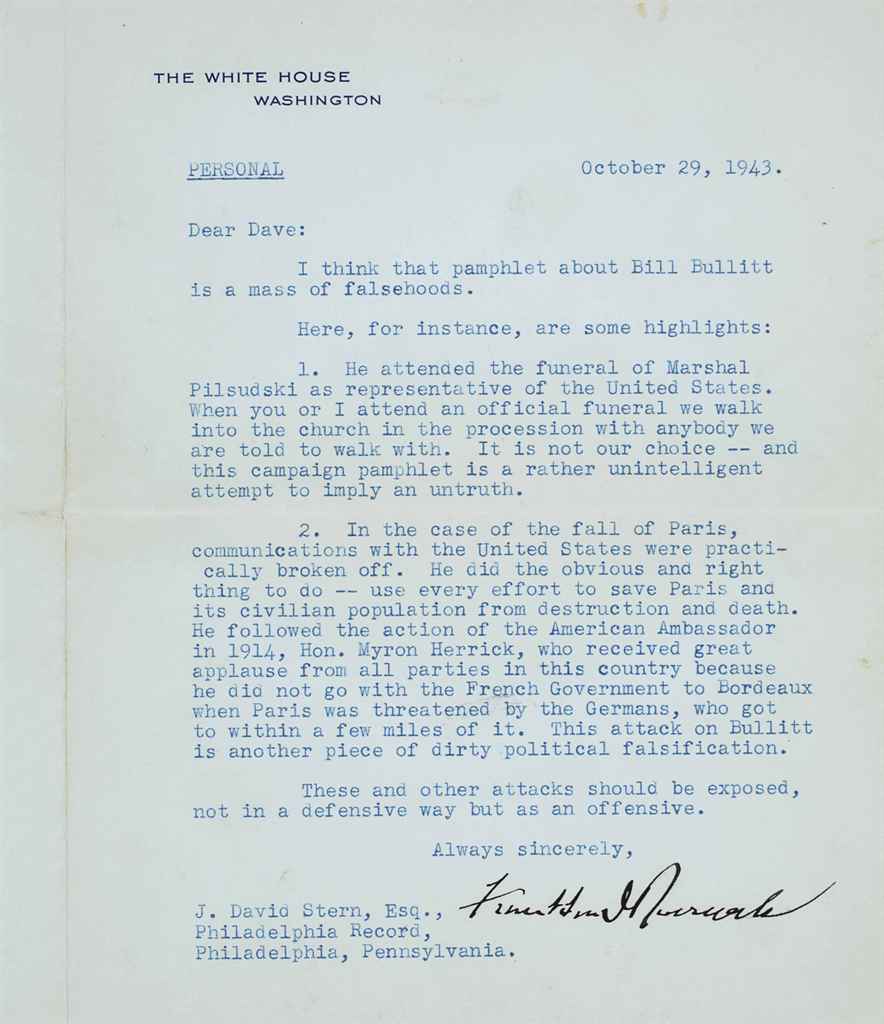 THE WHITE HOUSE
WASHINGTON
PERSONAL October 29, 1943.
Dear Dave:
I think that pamphlet about Bill Bullitt
is a mass of falsehoods.
Here, for instance, are some highlights:
1. He attended the funeral of Marshal
Pilsudski as representative of the United States.
When you or I attend an official funeral we walk
into the church in the procession with anybody we
are told to walk with. It is not our choice -- and
this campaign pamphlet is a rather unintelligent
attempt to imply an untruth.
2. In the case of the fall of Paris,
communications with the United States were practi-
cally broken off. He did the obvious and right
thing to do -- use every effort to save Paris and
its civilian population from destruction and death.
He followed the action of the American Ambassador
in 1914, Hon. Myron Herrick, who received great
applause from all parties in this country because
he did not go with the French Government to Bordeaux
when Paris was threatened by the Germans, who got
to within a few miles of it. This attack on Bullitt
is another piece of dirty political falsification.
These and other attacks should be exposed,
not in a defensive way but as an offensive.
Always sincerely,
Franklin D Roosevelt
J. David Stern, Esq.,
Philadelphia Record,
Philadelphia, Pennsylvania.